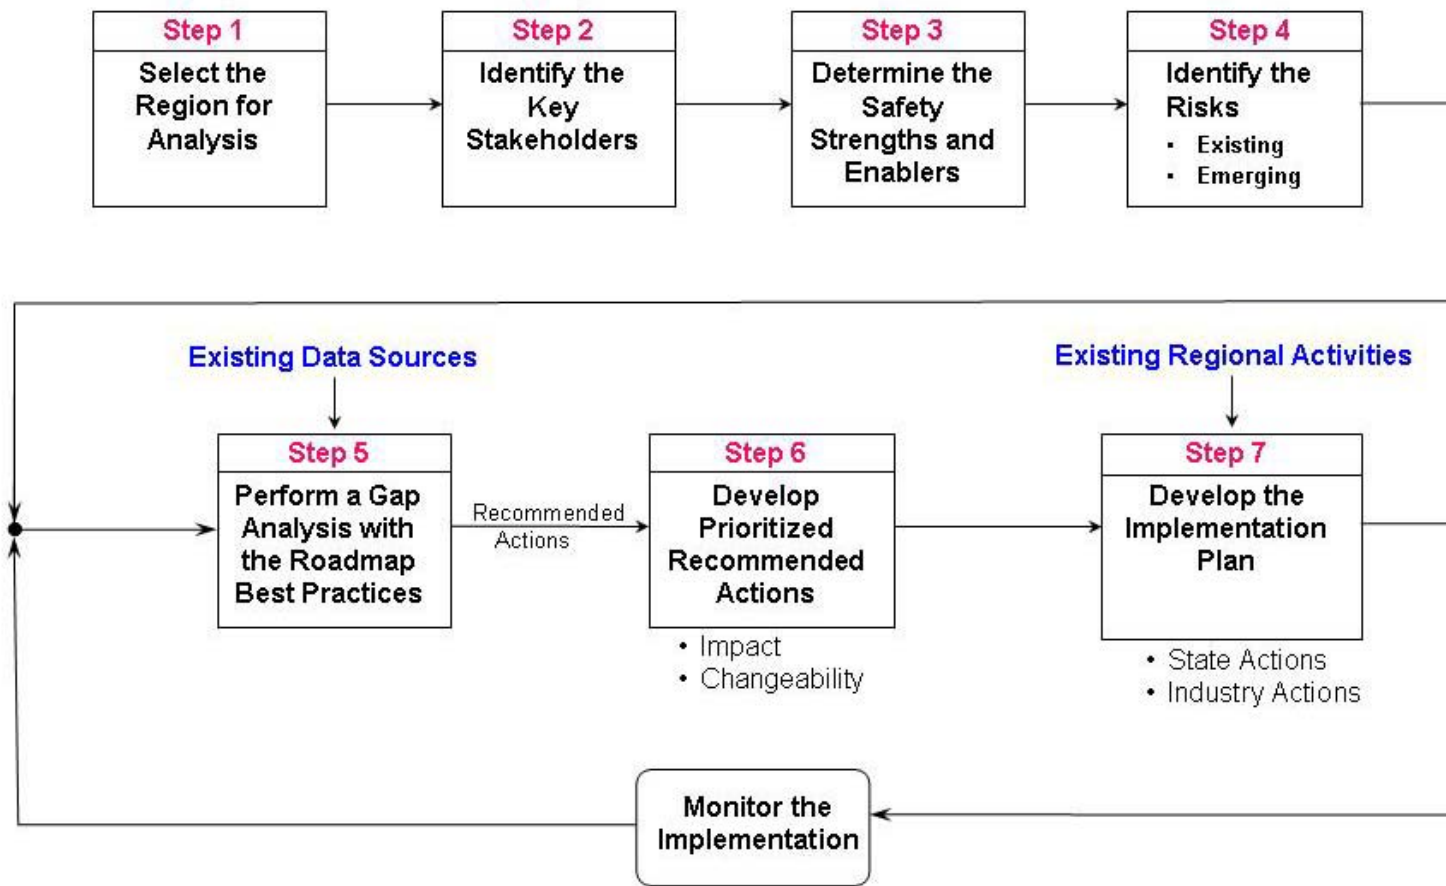 Step 1
Select the
Region for
Analysis
Step 2
Identify the
Key
Stakeholders
Step 3
Determine the
Safety
Strengths and
Enablers
Step 4
Identify the
Risks
▪ Existing
▪ Emerging
Existing Data Sources
Existing Regional Activities
Step 5
Perform a Gap
Analysis with
the Roadmap
Best Practices
Recommended
Actions
Step 6
Develop
Prioritized
Recommended
Actions
• Impact
• Changeability
Step 7
Develop the
Implementation
Plan
• State Actions
• Industry Actions
Monitor the
Implementation